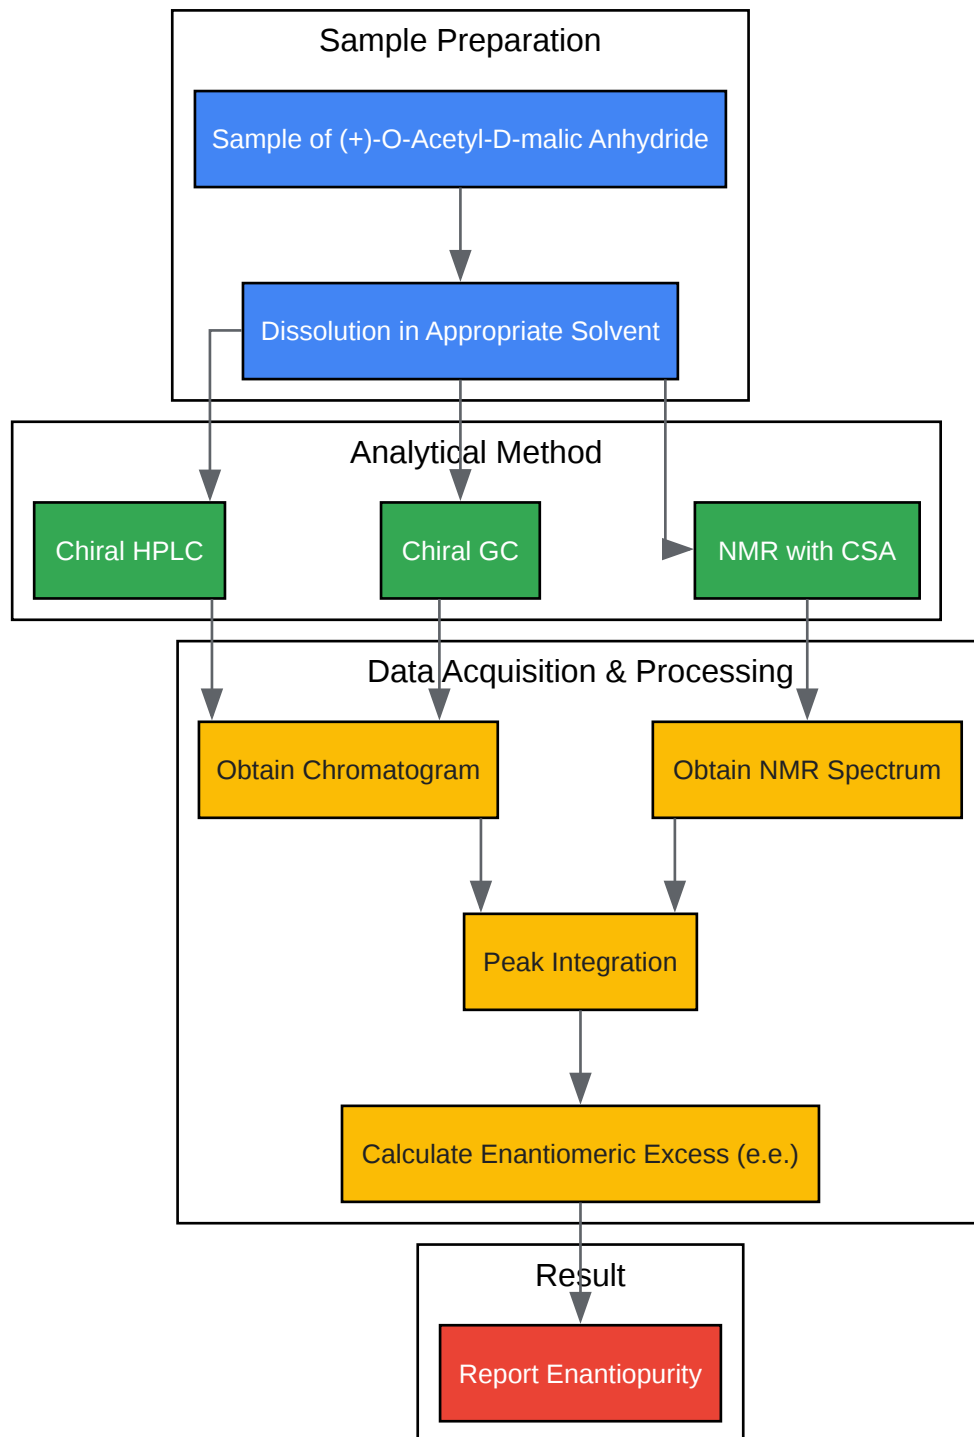 Sample Preparation
Sample of (+)-O-Acetyl-D-malic Anhydride
Dissolution in Appropriate Solvent
Analytical Method
Chiral HPLC
Chiral GC
NMR with CSA
Data Acquisition & Processing
Obtain Chromatogram
Obtain NMR Spectrum
Peak Integration
Calculate Enantiomeric Excess (e.e.)
Result
Report Enantiopurity